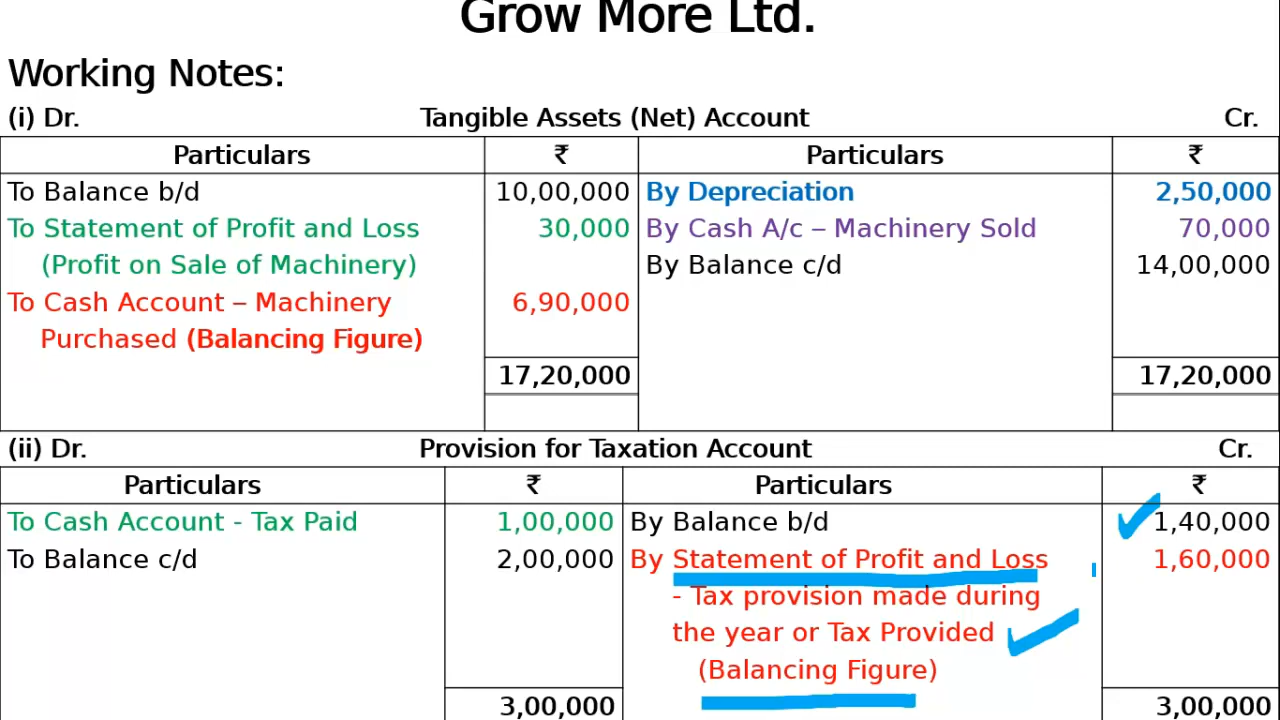 Grow More Ltd.
Working Notes:
(i) Dr. Tangible Assets (Net) Account Cr.
Particulars ₹ Particulars ₹
To Balance b/d 10,00,000 By Depreciation 2,50,000
To Statement of Profit and Loss 30,000 By Cash A/c – Machinery Sold 70,000
(Profit on Sale of Machinery) By Balance c/d 14,00,000
To Cash Account – Machinery 6,90,000
Purchased (Balancing Figure)
17,20,000 17,20,000
(ii) Dr. Provision for Taxation Account Cr.
Particulars ₹ Particulars ₹
To Cash Account - Tax Paid 1,00,000 By Balance b/d 1,40,000
To Balance c/d 2,00,000 By Statement of Profit and Loss 1,60,000
- Tax provision made during
the year or Tax Provided
(Balancing Figure)
3,00,000 3,00,000